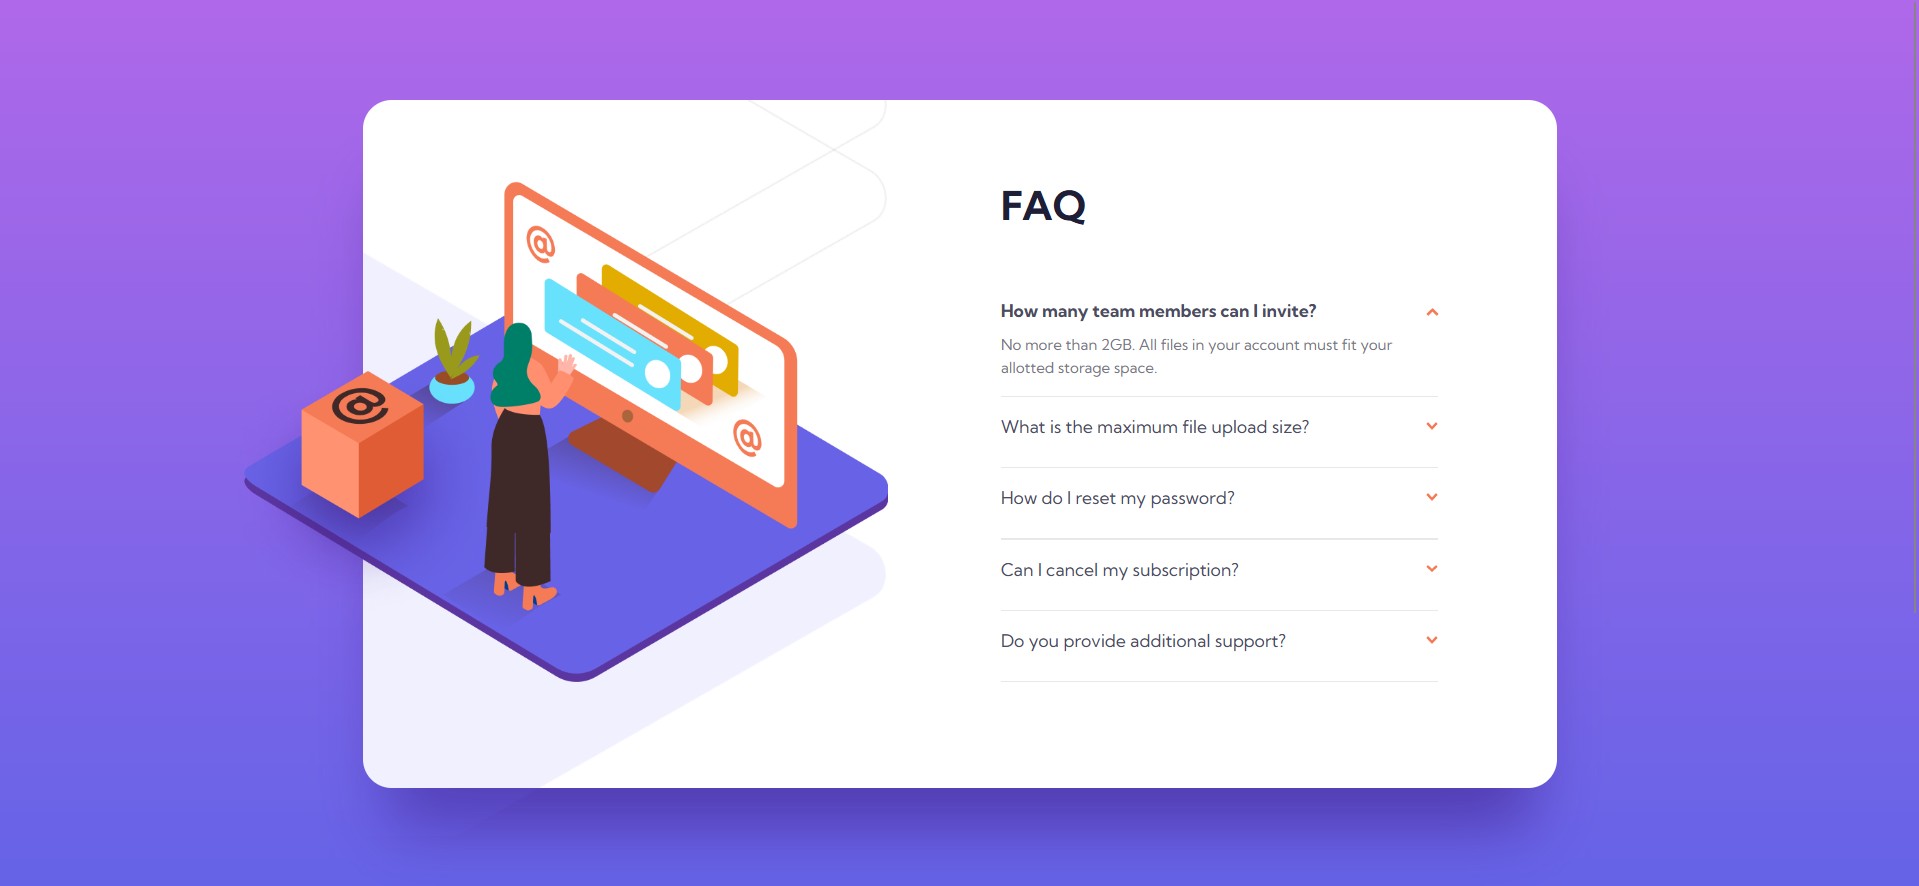 @
@
@
FAQ
How many team members can I invite?
No more than 2GB. All files in your account must fit your
allotted storage space.
What is the maximum file upload size?
How do I reset my password?
Can I cancel my subscription?
Do you provide additional support?